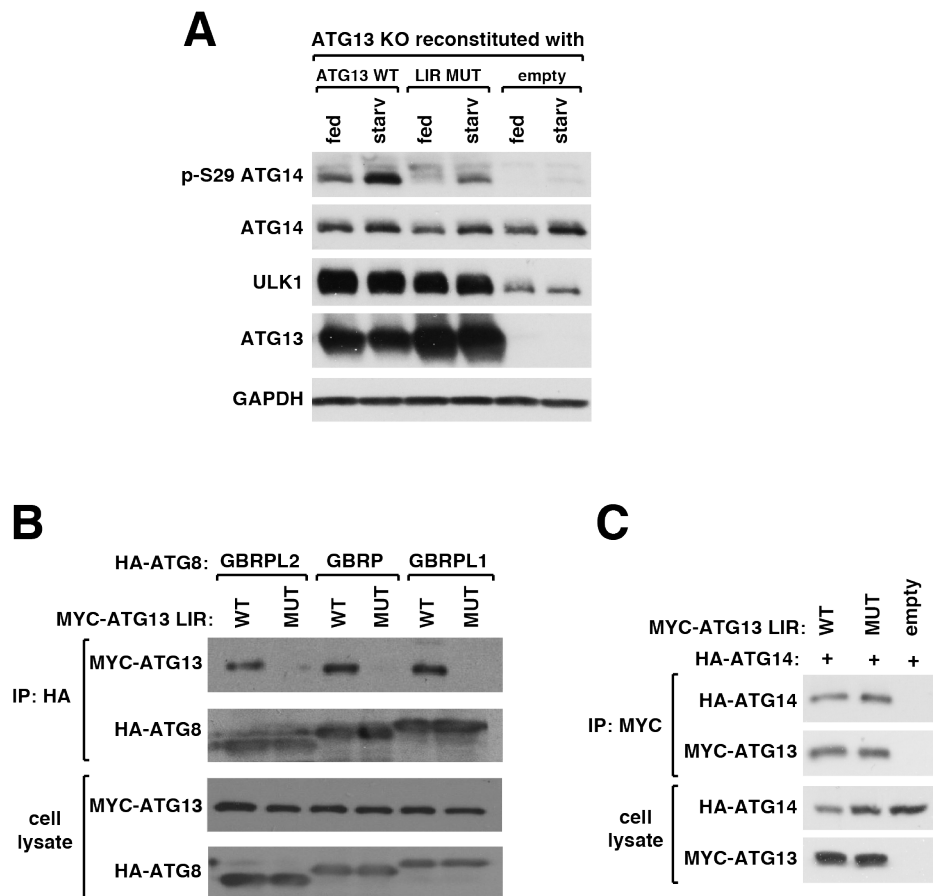 A
ATG13 KO reconstituted with
ATG13 WT LIR MUT empty
fed starv fed starv fed starv
p-S29 ATG14
ATG14
ULK1
ATG13
GAPDH
B
HA-ATG8: GBRPL2 GBRP GBRPL1
MYC-ATG13 LIR: WT MUT WT MUT WT MUT
IP: HA
MYC-ATG13
HA-ATG8
cell lysate
MYC-ATG13
HA-ATG8
C
MYC-ATG13 LIR: WT MUT empty
HA-ATG14: + + +
IP: MYC
HA-ATG14
MYC-ATG13
cell lysate
HA-ATG14
MYC-ATG13